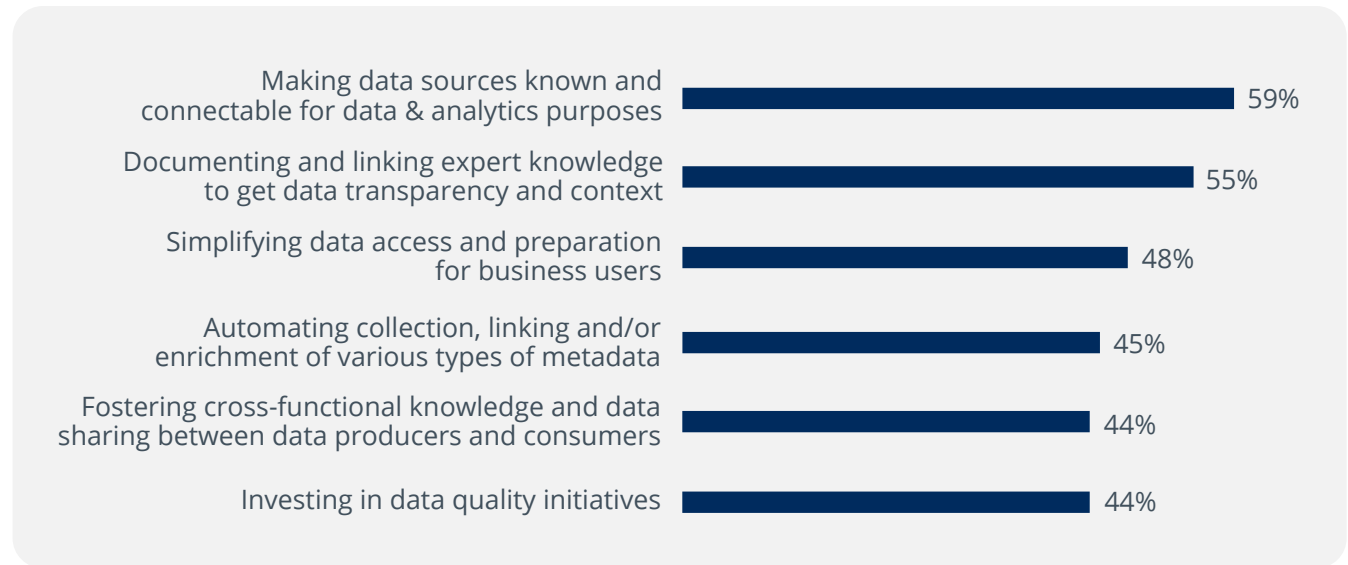 Making data sources known and
connectable for data & analytics purposes
59%
Documenting and linking expert knowledge
to get data transparency and context
55%
Simplifying data access and preparation
for business users
48%
Automating collection, linking and/or
enrichment of various types of metadata
45%
Fostering cross-functional knowledge and data
sharing between data producers and consumers
44%
Investing in data quality initiatives
44%